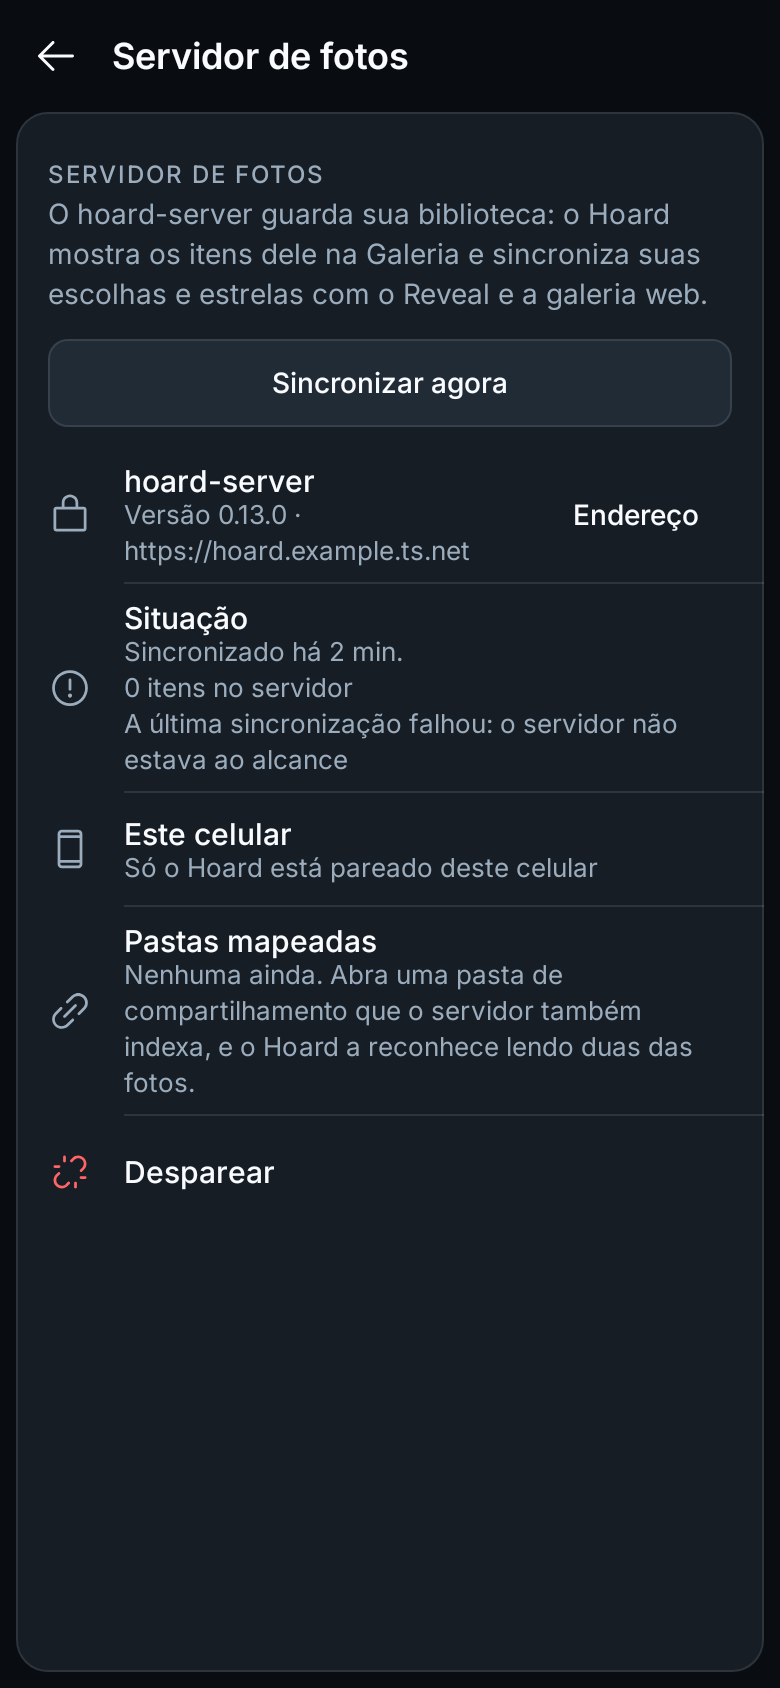 Servidor de fotos
SERVIDOR DE FOTOS
O hoard-server guarda sua biblioteca: o Hoard
mostra os itens dele na Galeria e sincroniza suas
escolhas e estrelas com o Reveal e a galeria web.
Sincronizar agora
hoard-server
Versão 0.13.0 ·
https://hoard.example.ts.net
Endereço
Situação
Sincronizado há 2 min.
0 itens no servidor
A última sincronização falhou: o servidor não
estava ao alcance
Este celular
Só o Hoard está pareado deste celular
Pastas mapeadas
Nenhuma ainda. Abra uma pasta de
compartilhamento que o servidor também
indexa, e o Hoard a reconhece lendo duas das
fotos.
Desparear